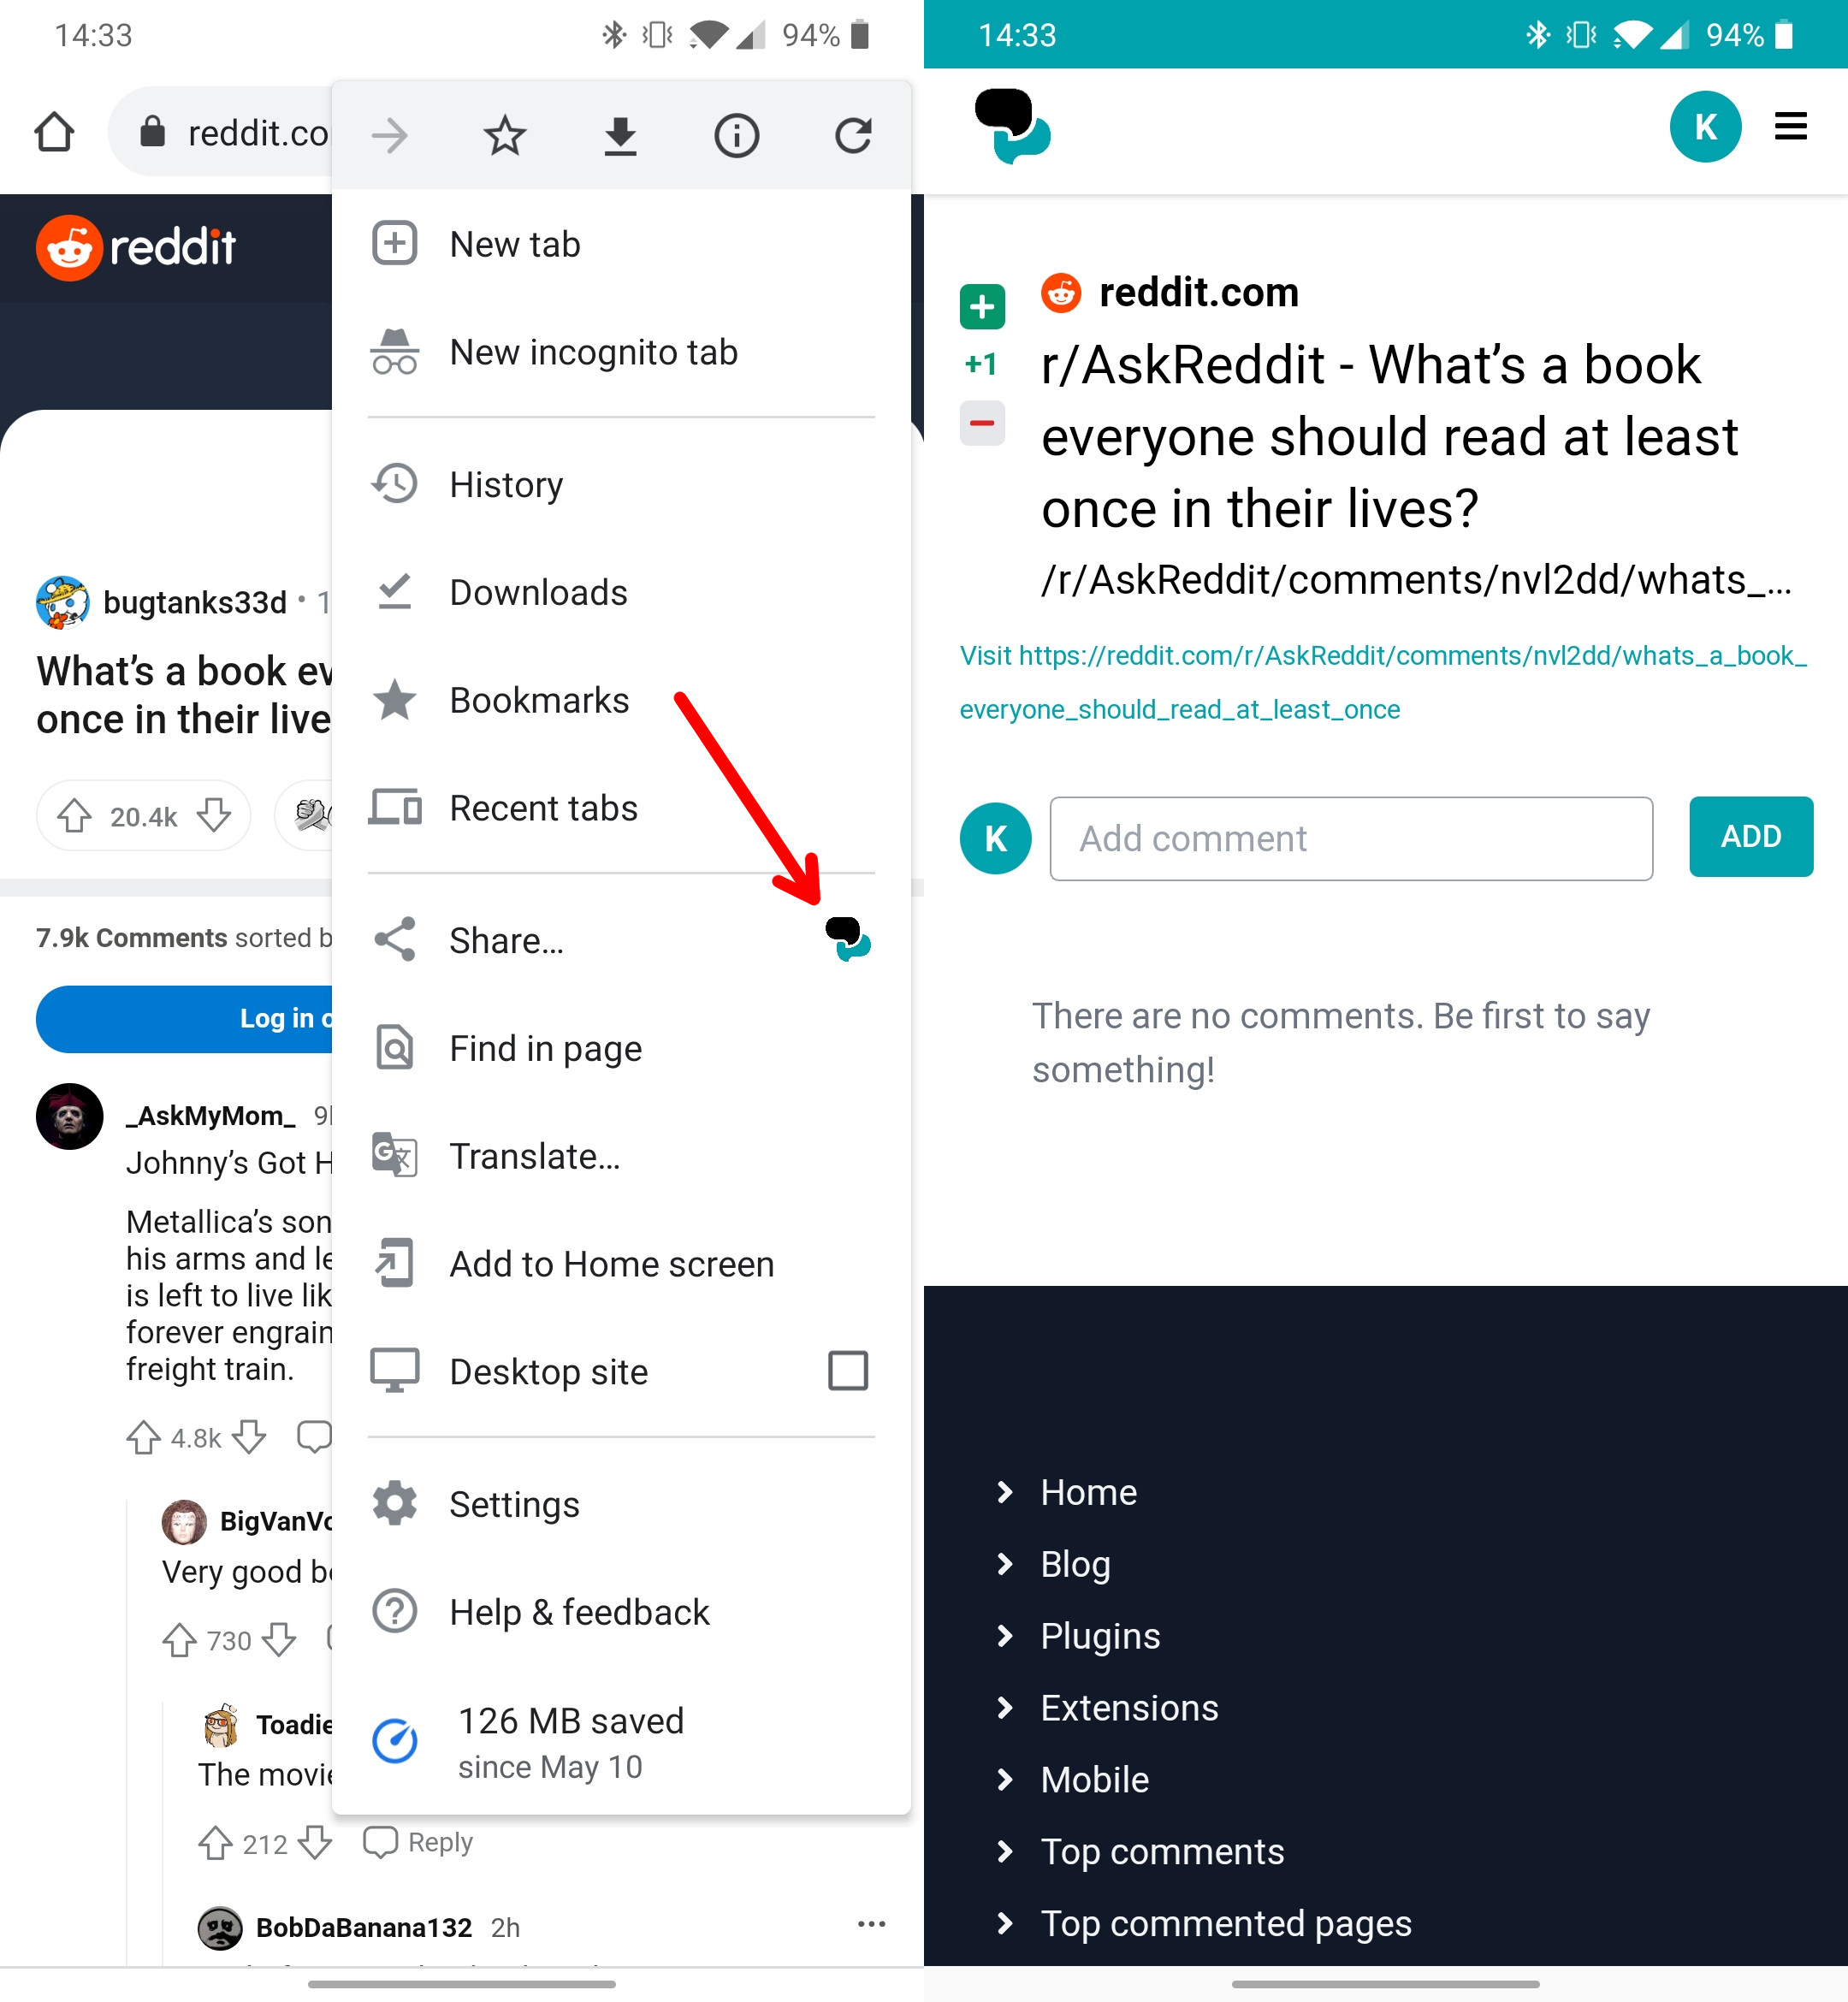 14:33
94%
reddit.co
reddit
New tab
New incognito tab
History
Downloads
bugtanks33d • 1
What's a book ev
once in their live
Bookmarks
20.4k
Recent tabs
7.9k Comments sorted b
Share...
Log in o
Find in page
_AskMyMom_ 9
Johnny's Got H
Translate...
Metallica's son
his arms and le
is left to live lik
forever engrain
freight train.
Add to Home screen
Desktop site
4.8k
Settings
BigVanVo
Very good b
Help & feedback
730
126 MB saved
since May 10
Toadie
The movie
212
Reply
BobDaBanana132 2h
14:33
94%
K
reddit.com
+1
r/AskReddit - What's a book
everyone should read at least
once in their lives?
/r/AskReddit/comments/nvl2dd/whats_...
Visit https://reddit.com/r/AskReddit/comments/nvl2dd/whats_a_book_
everyone_should_read_at_least_once
K
Add comment
ADD
There are no comments. Be first to say
something!
Home
Blog
Plugins
Extensions
Mobile
Top comments
Top commented pages